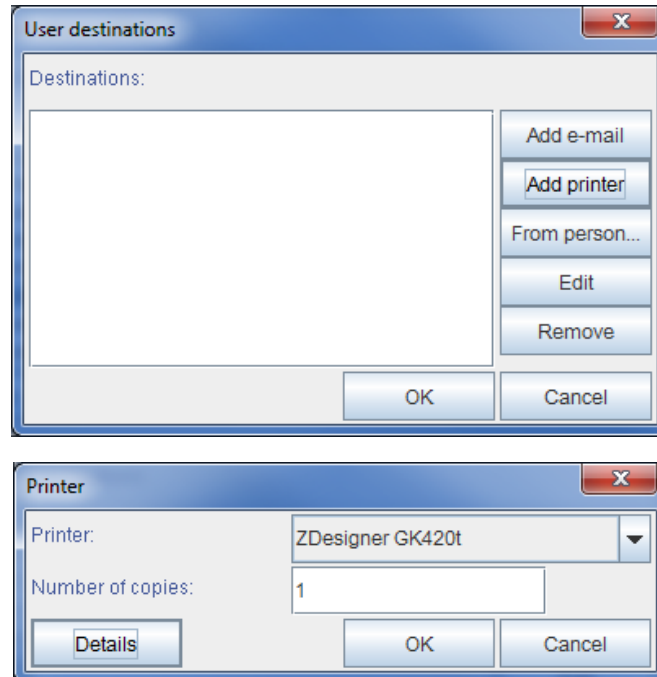 User destinations
Destinations:
Add e-mail
Add printer
From person...
Edit
Remove
OK Cancel
Printer
Printer: ZDesigner GK420t
Number of copies: 1
Details OK Cancel